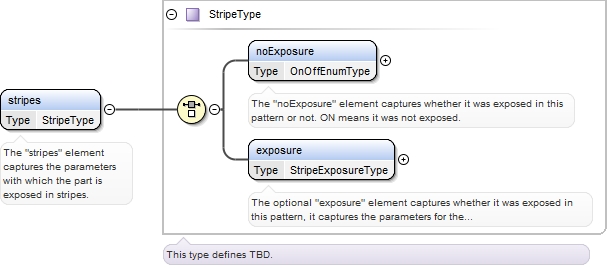 StripeType
noExposure
Type OnOffEnumType
The "noExposure" element captures whether it was exposed in this
pattern or not. ON means it was not exposed.
stripes
Type StripeType
The "stripes" element
captures the parameters
with which the part is
exposed in stripes.
exposure
Type StripeExposureType
The optional "exposure" element captures whether it was exposed in
this pattern, it captures the parameters for the...
This type defines TBD.